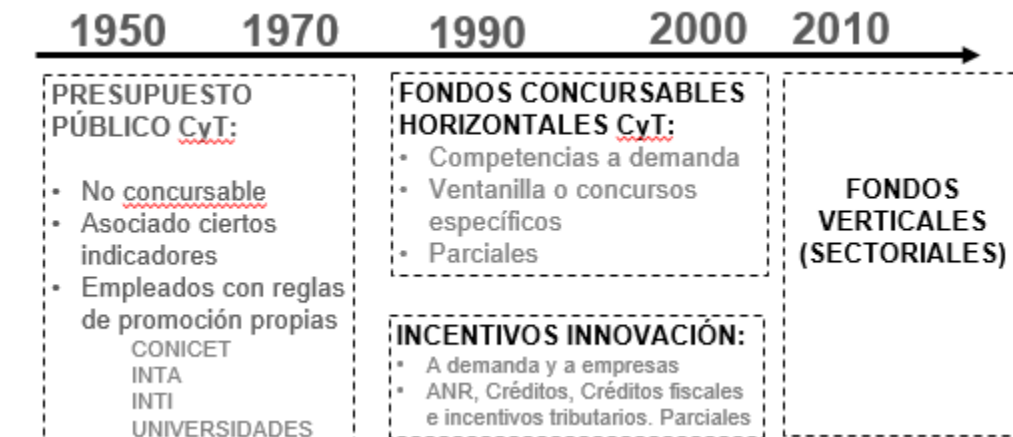 1950 1970 1990 2000 2010
PRESUPUESTO
PÚBLICO CyT:
• No concursable
• Asociado ciertos
indicadores
• Empleados con reglas
de promoción propias
CONICET
INTA
INTI
UNIVERSIDADES
FONDOS CONCURSABLES
HORIZONTALES CyT:
• Competencias a demanda
• Ventanilla o concursos
específicos
• Parciales
INCENTIVOS INNOVACIÓN:
• A demanda y a empresas
• ANR, Créditos, Créditos fiscales
e incentivos tributarios. Parciales
FONDOS
VERTICALES
(SECTORIALES)